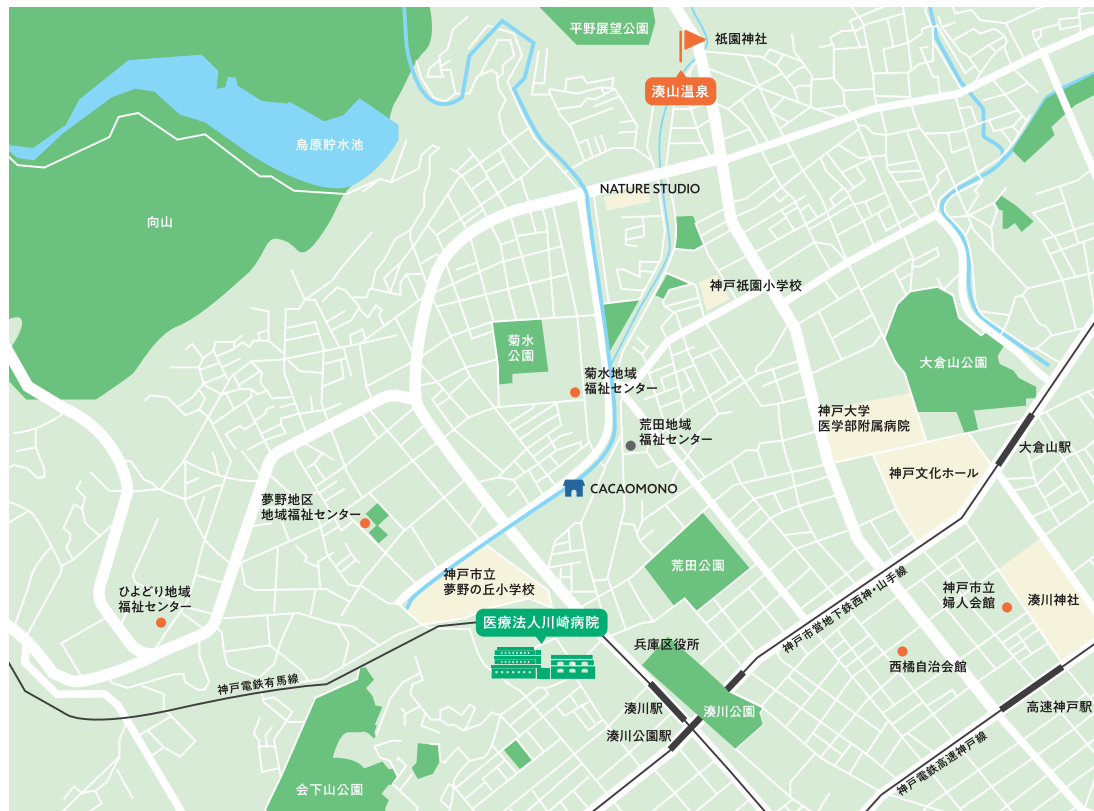 平野展望公園
祇園神社
湊山温泉
烏原貯水池
NATURE STUDIO
向山
神戸祇園小学校
菊水
公園
大倉山公園
菊水地域
福祉センター
神戸大学
医学部附属病院
荒田地域
福祉センター
大倉山駅
神戸文化ホール
CACAOMONO
夢野地区
地域福祉センター
荒田公園
神戸市立
夢野の丘小学校
神戸市営地下鉄西神・山手線
ひよどり地域
福祉センター
神戸市立
婦人会館
湊川神社
医療法人川崎病院
兵庫区役所
西橘自治会館
神戸電鉄有馬線
湊川駅
湊川公園
高速神戸駅
湊川公園駅
神戸電鉄高速神戸線
会下山公園